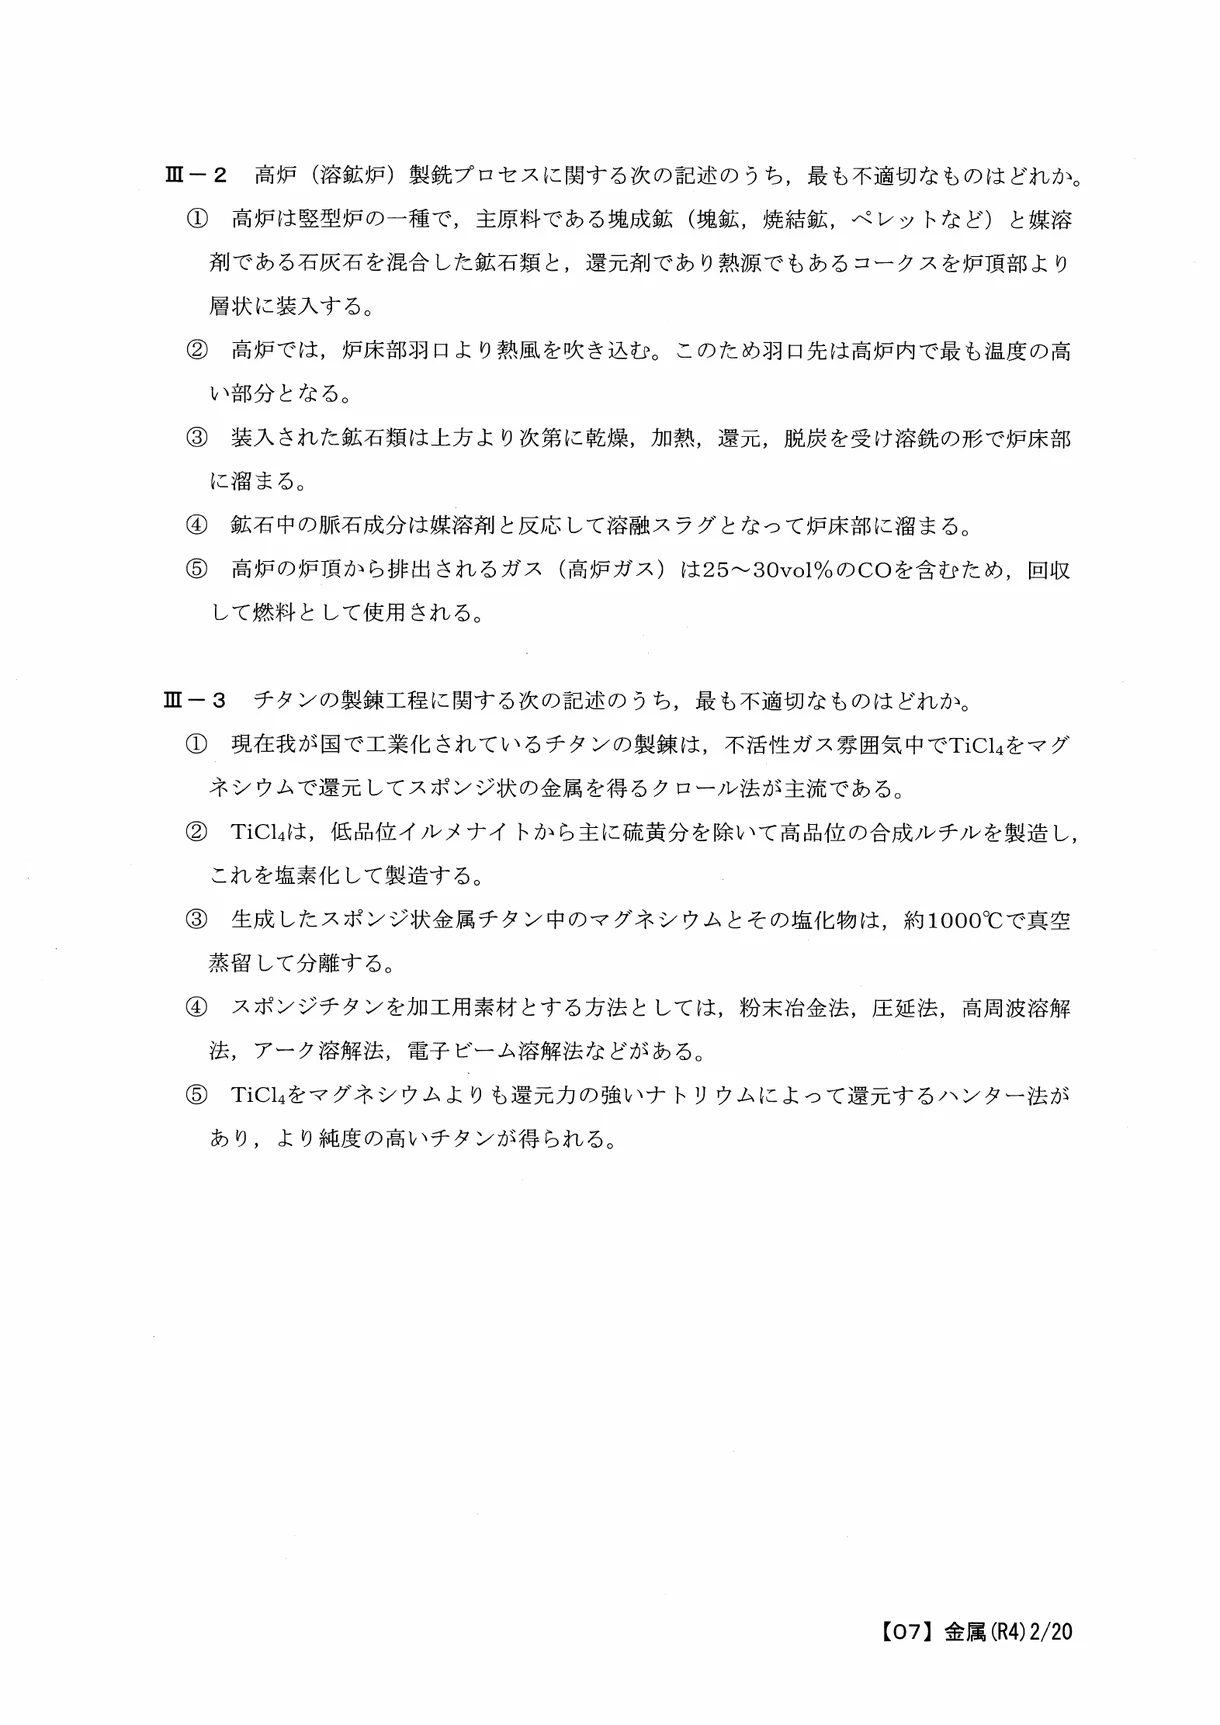 Ⅲ－２　高炉（溶鉱炉）製銑プロセスに関する次の記述のうち，最も不適切なものはどれか。
①　高炉は竪型炉の一種で，主原料である塊成鉱（塊鉱，焼結鉱，ペレットなど）と媒溶
剤である石灰石を混合した鉱石類と，還元剤であり熱源でもあるコークスを炉頂部より
層状に装入する。
②　高炉では，炉床部羽口より熱風を吹き込む。このため羽口先は高炉内で最も温度の高
い部分となる。
③　装入された鉱石類は上方より次第に乾燥，加熱，還元，脱炭を受け溶銑の形で炉床部
に溜まる。
④　鉱石中の脈石成分は媒溶剤と反応して溶融スラグとなって炉床部に溜まる。
⑤　高炉の炉頂から排出されるガス（高炉ガス）は25～30vol％のCOを含むため，回収
して燃料として使用される。
Ⅲ－３　チタンの製錬工程に関する次の記述のうち，最も不適切なものはどれか。
①　現在我が国で工業化されているチタンの製錬は，不活性ガス雰囲気中でTiCl₄をマグ
ネシウムで還元してスポンジ状の金属を得るクロール法が主流である。
②　TiCl₄は，低品位イルメナイトから主に硫黄分を除いて高品位の合成ルチルを製造し，
これを塩素化して製造する。
③　生成したスポンジ状金属チタン中のマグネシウムとその塩化物は，約1000℃で真空
蒸留して分離する。
④　スポンジチタンを加工用素材とする方法としては，粉末冶金法，圧延法，高周波溶解
法，アーク溶解法，電子ビーム溶解法などがある。
⑤　TiCl₄をマグネシウムよりも還元力の強いナトリウムによって還元するハンター法が
あり，より純度の高いチタンが得られる。
【07】金属(R4)2/20